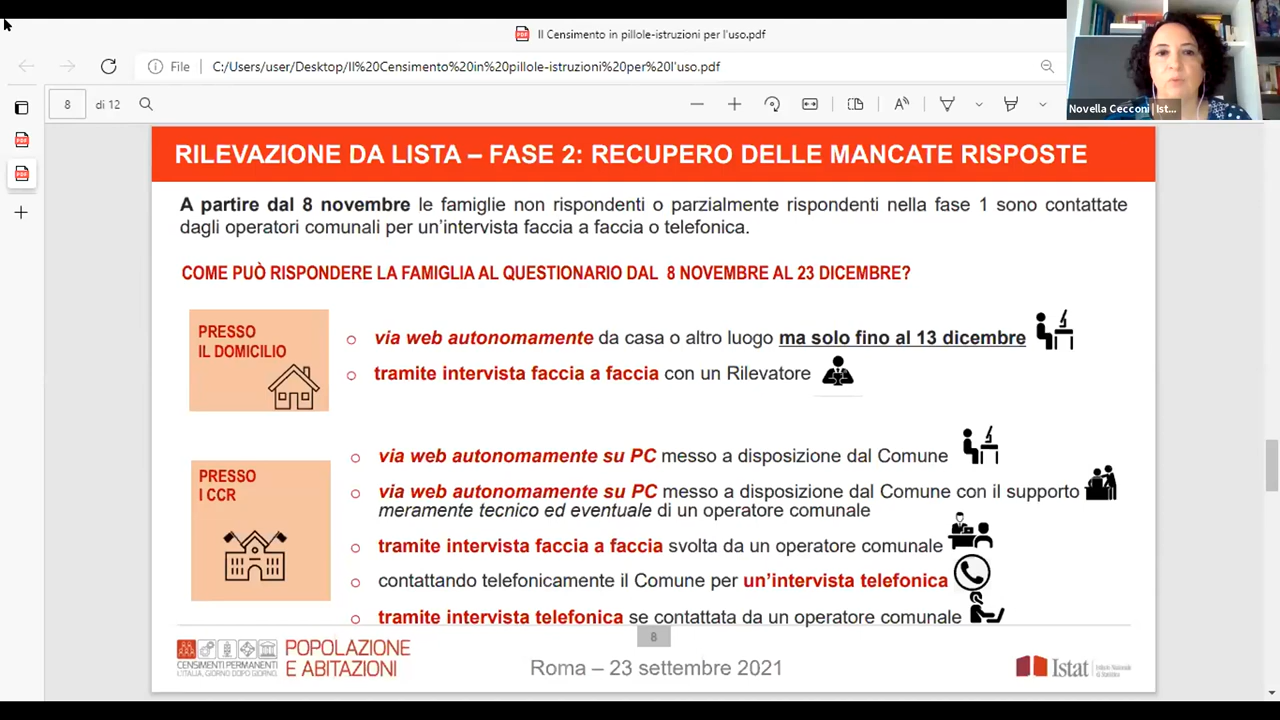 Il Censimento in pillole-istruzioni per l'uso.pdf
File C:/Users/user/Desktop/Il%20Censimento%20in%20pillole-istruzioni%20per%20l'uso.pdf
8 di 12
Novella Cecconi | Ist...
RILEVAZIONE DA LISTA – FASE 2: RECUPERO DELLE MANCATE RISPOSTE
A partire dal 8 novembre le famiglie non rispondenti o parzialmente rispondenti nella fase 1 sono contattate
dagli operatori comunali per un'intervista faccia a faccia o telefonica.
COME PUÒ RISPONDERE LA FAMIGLIA AL QUESTIONARIO DAL 8 NOVEMBRE AL 23 DICEMBRE?
PRESSO
IL DOMICILIO
via web autonomamente da casa o altro luogo ma solo fino al 13 dicembre
tramite intervista faccia a faccia con un Rilevatore
PRESSO
I CCR
via web autonomamente su PC messo a disposizione dal Comune
via web autonomamente su PC messo a disposizione dal Comune con il supporto
meramente tecnico ed eventuale di un operatore comunale
tramite intervista faccia a faccia svolta da un operatore comunale
contattando telefonicamente il Comune per un'intervista telefonica
tramite intervista telefonica se contattata da un operatore comunale
8
CENSIMENTI PERMANENTI
L'ITALIA, GIORNO DOPO GIORNO.
POPOLAZIONE
E ABITAZIONI
Roma – 23 settembre 2021
Istat